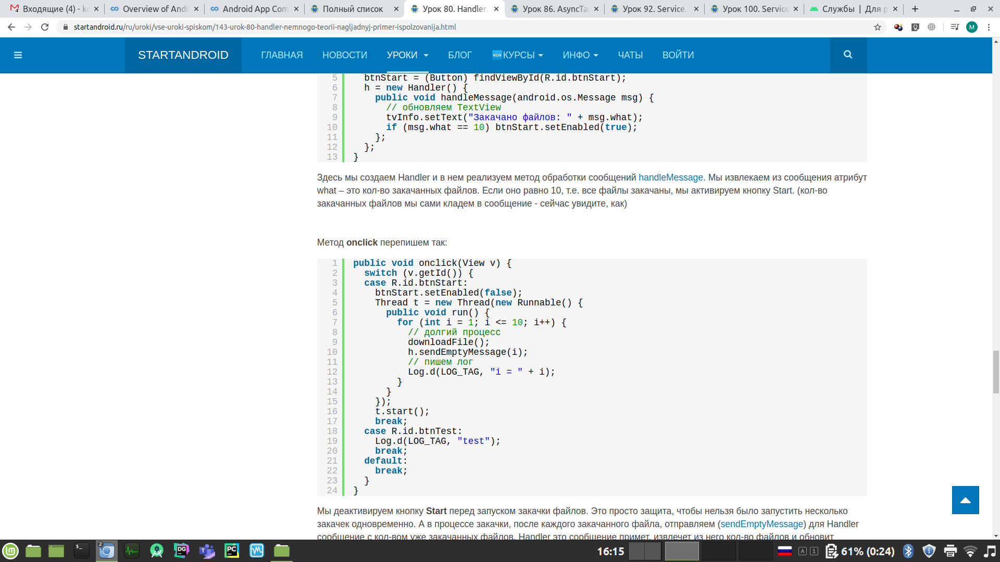 Входящие (4) - ko
Overview of Andr
Android App Com
Полный список
Урок 80. Handler.
Урок 86. AsyncTas
Урок 92. Service.
Урок 100. Service
Службы | Для р
startandroid.ru/ru/uroki/vse-uroki-spiskom/143-urok-80-handler-nemnogo-teorii-nagljadnyj-primer-ispolzovanija.html
M
STARTANDROID
ГЛАВНАЯ
НОВОСТИ
УРОКИ
БЛОГ
NEW КУРСЫ
ИНФО
ЧАТЫ
ВОЙТИ
5 btnStart = (Button) findViewById(R.id.btnStart);
6 h = new Handler() {
7 public void handleMessage(android.os.Message msg) {
8 // обновляем TextView
9 tvInfo.setText("Закачано файлов: " + msg.what);
10 if (msg.what == 10) btnStart.setEnabled(true);
11 };
12 };
13 }
Здесь мы создаем Handler и в нем реализуем метод обработки сообщений handleMessage. Мы извлекаем из сообщения атрибут
what – это кол-во закачанных файлов. Если оно равно 10, т.е. все файлы закачаны, мы активируем кнопку Start. (кол-во
закачанных файлов мы сами кладем в сообщение - сейчас увидите, как)
Метод onclick перепишем так:
1 public void onclick(View v) {
2 switch (v.getId()) {
3 case R.id.btnStart:
4 btnStart.setEnabled(false);
5 Thread t = new Thread(new Runnable() {
6 public void run() {
7 for (int i = 1; i <= 10; i++) {
8 // долгий процесс
9 downloadFile();
10 h.sendEmptyMessage(i);
11 // пишем лог
12 Log.d(LOG_TAG, "i = " + i);
13 }
14 }
15 });
16 t.start();
17 break;
18 case R.id.btnTest:
19 Log.d(LOG_TAG, "test");
20 break;
21 default:
22 break;
23 }
24 }
Мы деактивируем кнопку Start перед запуском закачки файлов. Это просто защита, чтобы нельзя было запустить несколько
закачек одновременно. А в процессе закачки, после каждого закачанного файла, отправляем (sendEmptyMessage) для Handler
сообщение с кол-вом уже закачанных файлов. Handler это сообщение примет, извлечет из него кол-во файлов и обновит
2
DG
PC
16:15
A
1
61% (0:24)